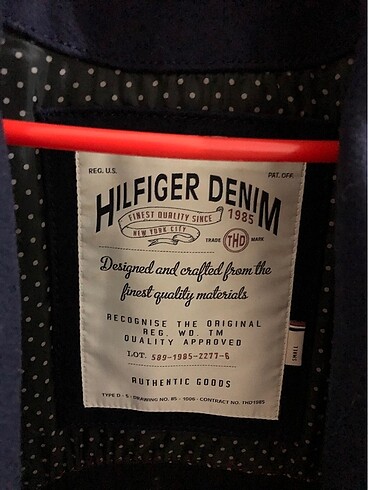 REG. U.S. PAT. OFF.
HILFIGER DENIM
FINEST QUALITY SINCE 1985
NEW YORK CITY
TRADE THD MARK
Designed and crafted from the
finest quality materials
RECOGNISE THE ORIGINAL
REG. WD. TM
QUALITY APPROVED
LOT. 589-1985-2277-6
AUTHENTIC GOODS
TYPE D - 6 - DRAWING NO. 85 - 1006 - CONTRACT NO. THD1985